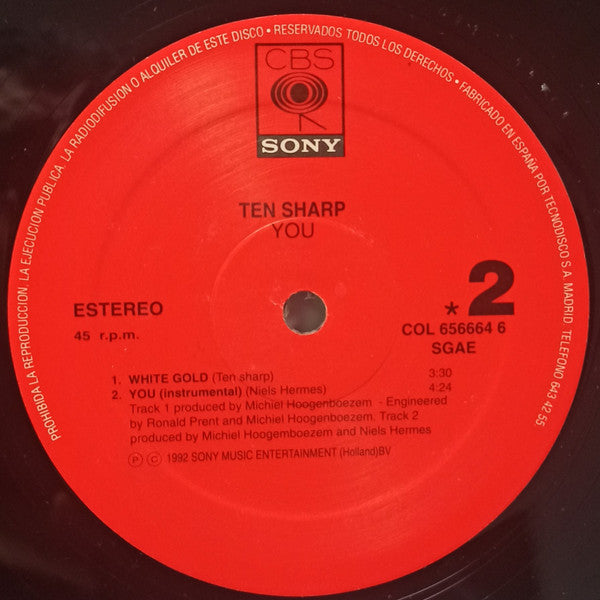 PROHIBIDA LA REPRODUCCION. LA EJECUCION PUBLICA. LA RADIODIFUSION O ALQUILER DE ESTE DISCO • RESERVADOS TODOS LOS DERECHOS • FABRICADO EN ESPAÑA POR TECNODISCO S.A. MADRID. TELEFONO 643 42 55.
CBS
SONY
TEN SHARP
YOU
ESTEREO
* 2
45 r.p.m.
COL 656664 6
SGAE
1. WHITE GOLD (Ten sharp) 3:30
2. YOU (instrumental) (Niels Hermes) 4:24
Track 1 produced by Michiel Hoogenboezem - Engineered
by Ronald Prent and Michiel Hoogenboezem. Track 2
produced by Michiel Hoogemboezem and Niels Hermes
Ⓟ Ⓒ 1992 SONY MUSIC ENTERTAINMENT (Holland)BV